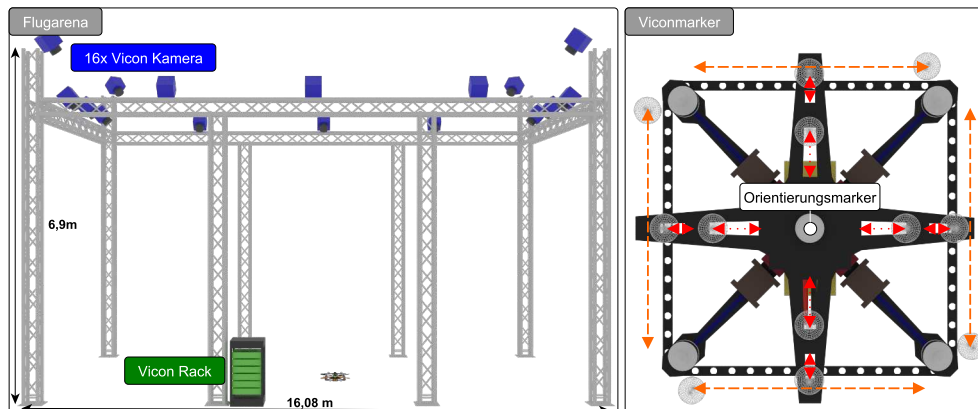 Flugarena
16x Vicon Kamera
6,9m
Vicon Rack
16,08 m
Viconmarker
Orientierungsmarker